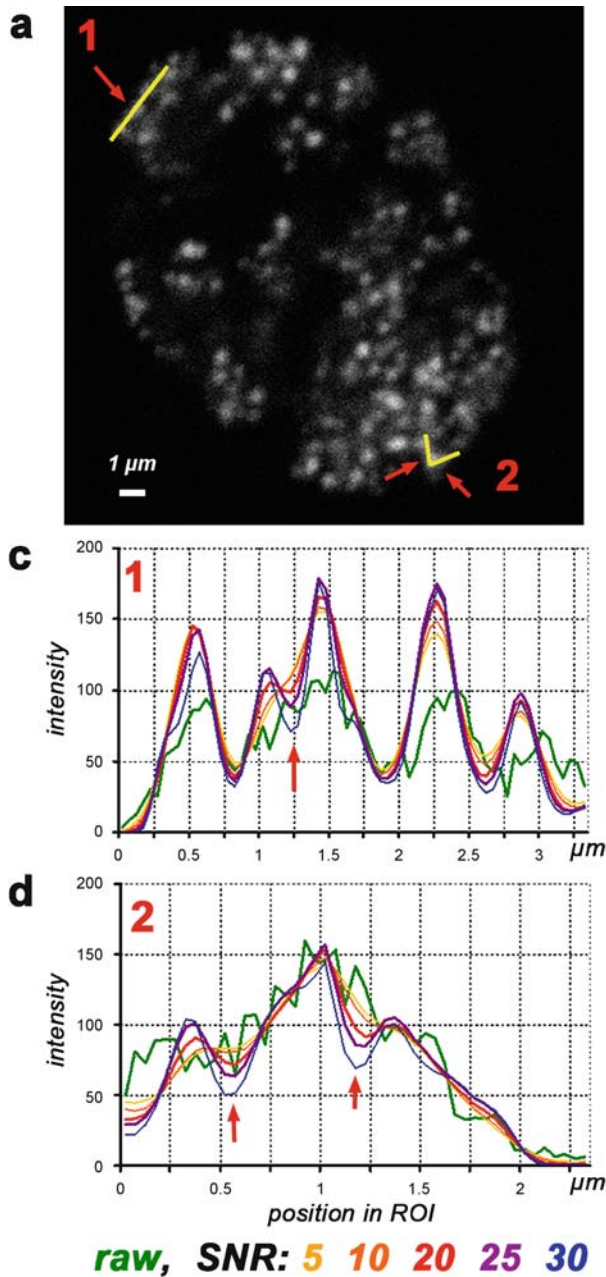 a
1
1 µm
2
c
1
intensity
200
150
100
50
0
0 0.5 1 1.5 2 2.5 3 µm
d
2
intensity
200
150
100
50
0
0 0.5 1 1.5 2 µm
position in ROI
raw, SNR: 5 10 20 25 30